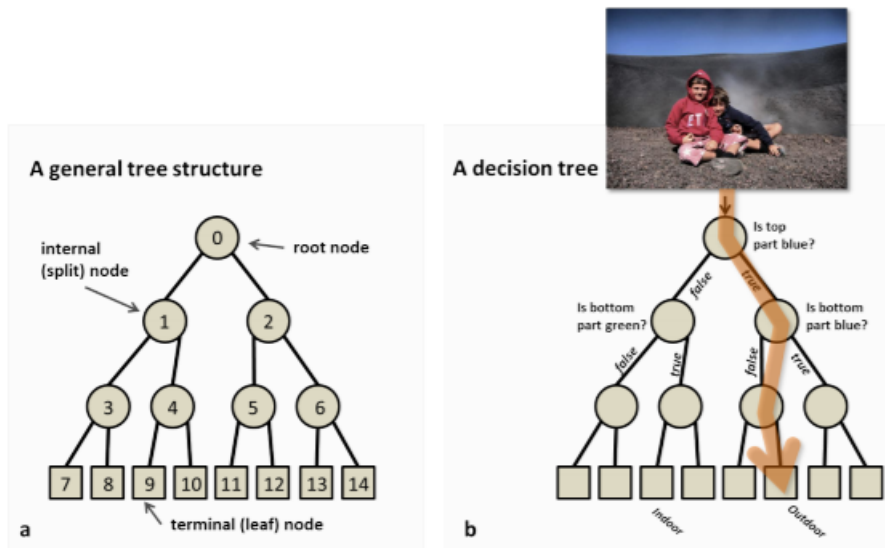 A general tree structure
internal
(split) node
root node
0
1
2
3
4
5
6
7
8
9
10
11
12
13
14
terminal (leaf) node
a
A decision tree
ET
Is top
part blue?
false
true
Is bottom
part green?
Is bottom
part blue?
false
true
false
true
Indoor
Outdoor
b